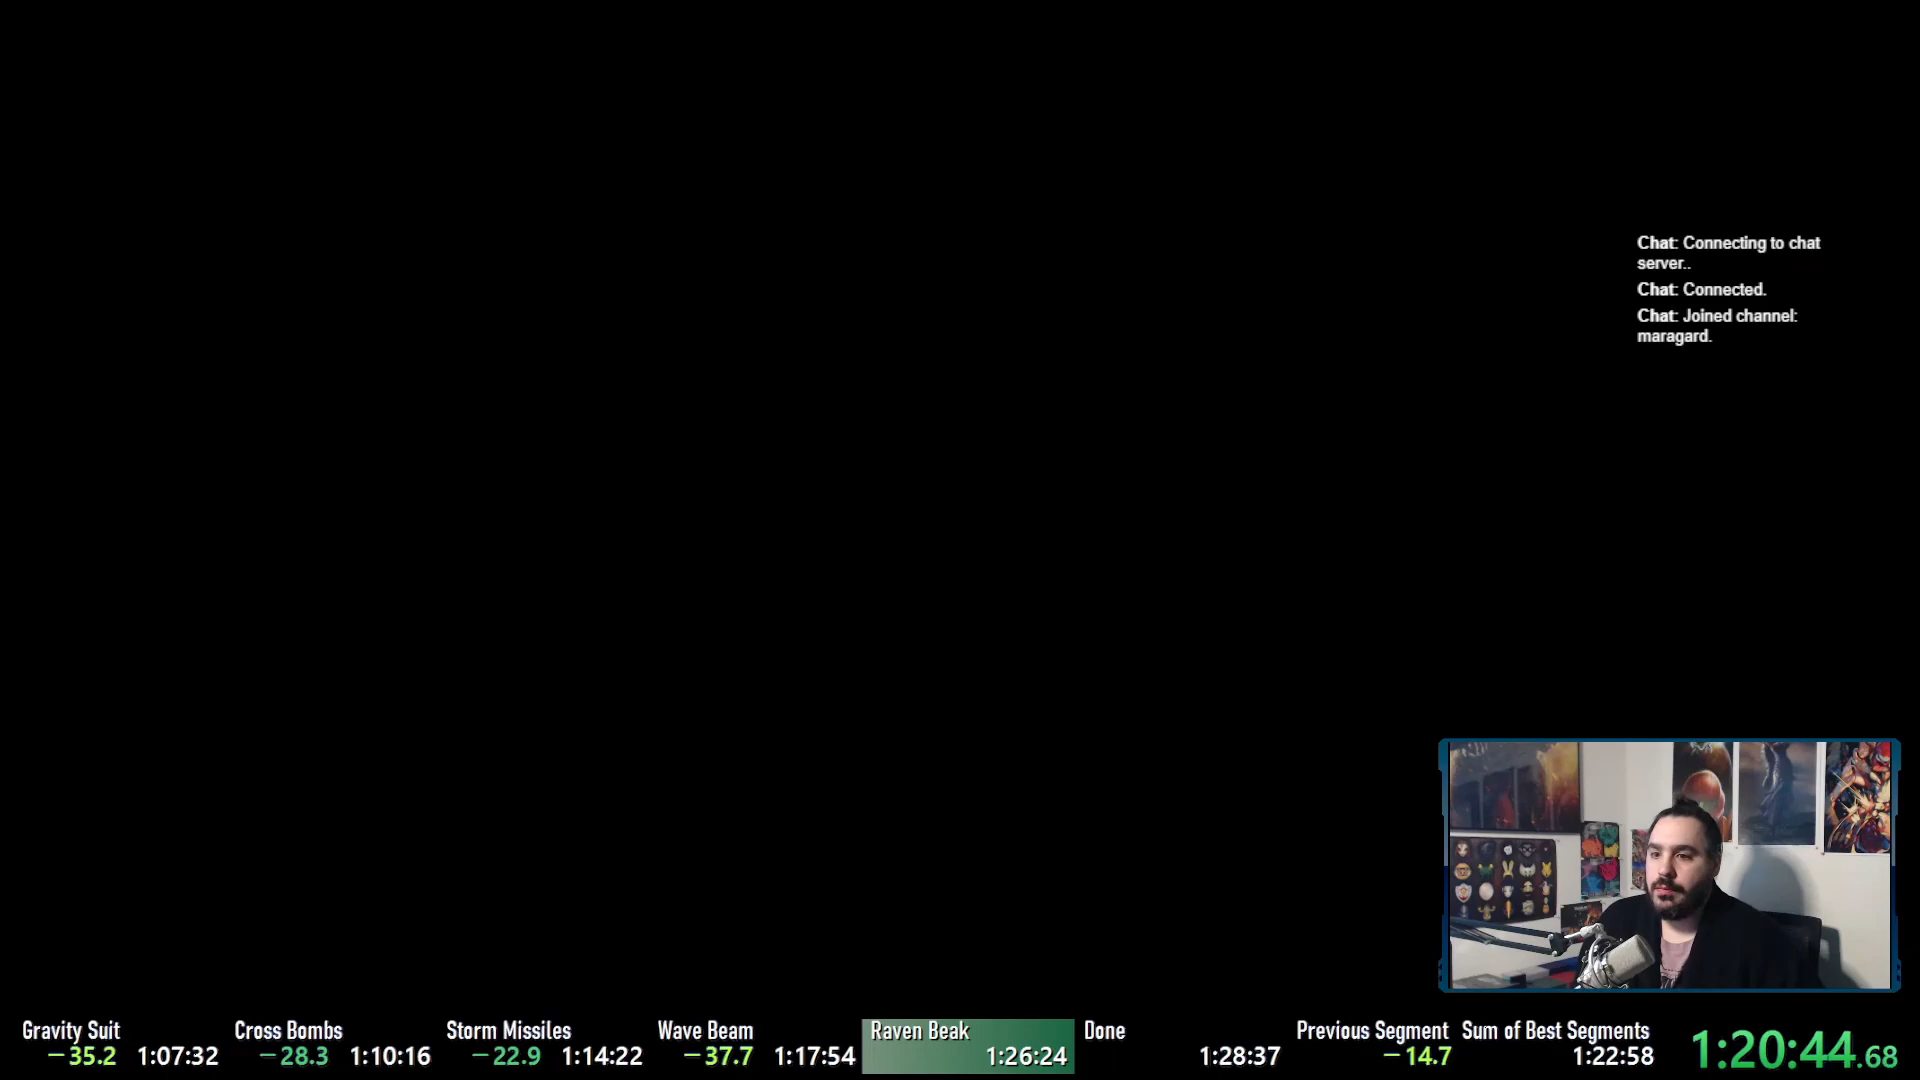 Chat: Connecting to chat
server..
Chat: Connected.
Chat: Joined channel:
maragard.
Gravity Suit
−35.2 1:07:32
Cross Bombs
−28.3 1:10:16
Storm Missiles
−22.9 1:14:22
Wave Beam
−37.7 1:17:54
Raven Beak
1:26:24
Done
1:28:37
Previous Segment
−14.7
Sum of Best Segments
1:22:58
1:20:44.68